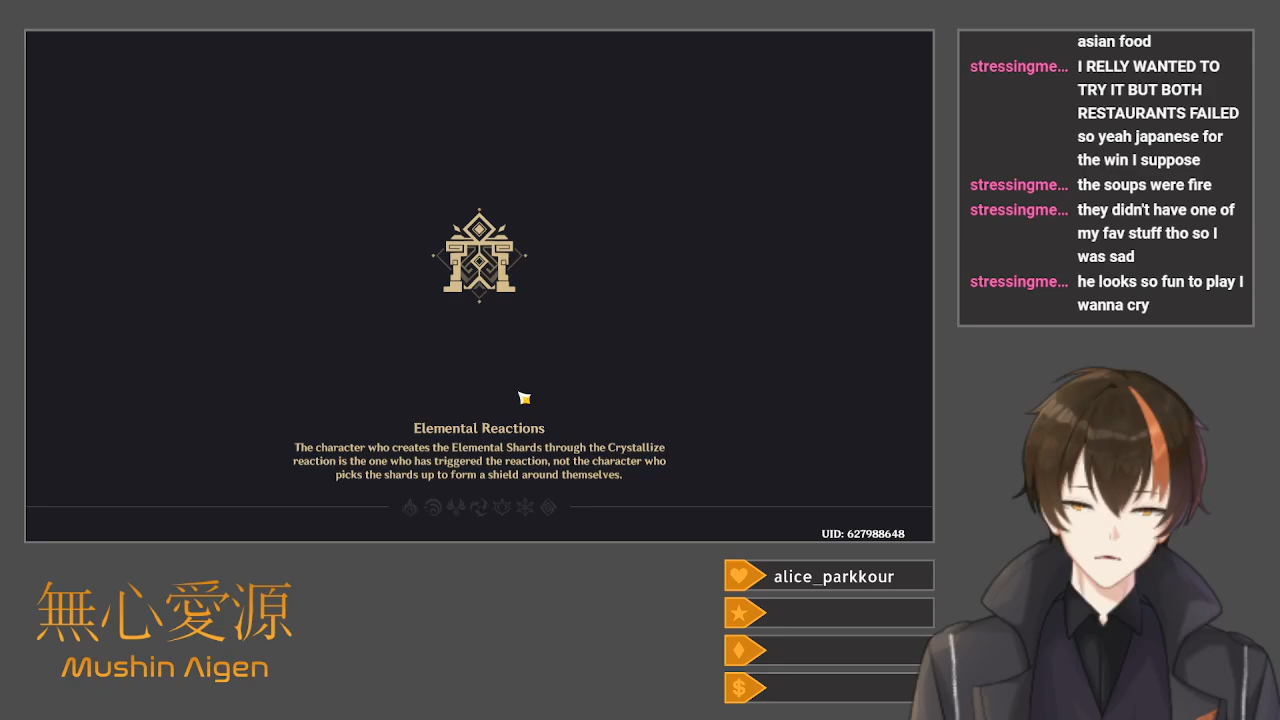 asian food
stressingme... I RELLY WANTED TO
TRY IT BUT BOTH
RESTAURANTS FAILED
so yeah japanese for
the win I suppose
stressingme... the soups were fire
stressingme... they didn't have one of
my fav stuff tho so I
was sad
stressingme... he looks so fun to play I
wanna cry
Elemental Reactions
The character who creates the Elemental Shards through the Crystallize
reaction is the one who has triggered the reaction, not the character who
picks the shards up to form a shield around themselves.
UID: 627988648
alice_parkkour
$
無心愛源
Mushin Aigen